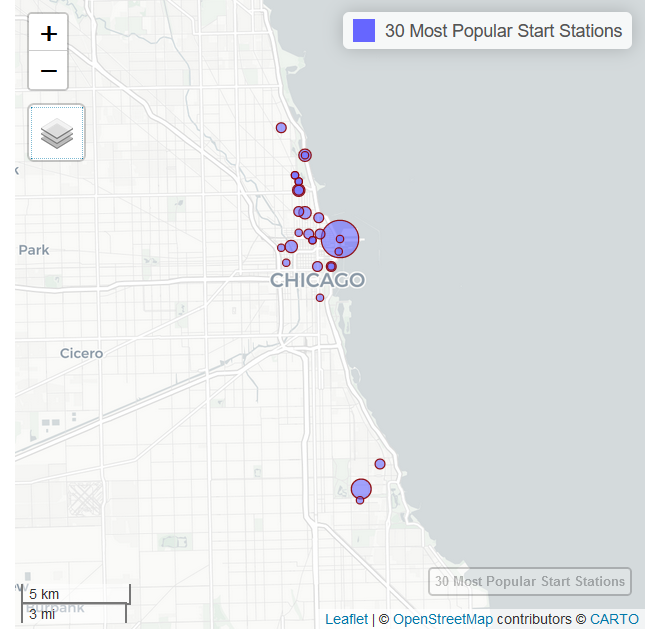 +
30 Most Popular Start Stations
−
k
Park
CHICAGO
Cicero
30 Most Popular Start Stations
w
5 km
Burbank
3 mi
Leaflet | © OpenStreetMap contributors © CARTO